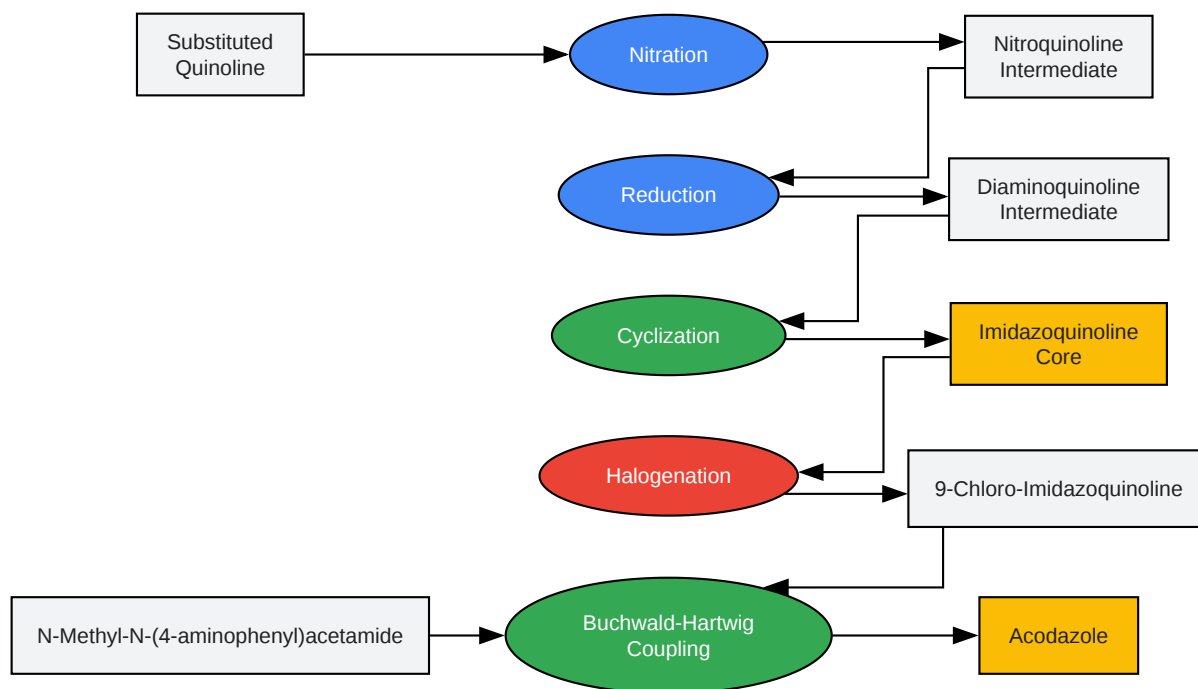 Substituted
Quinoline
Nitration
Nitroquinoline
Intermediate
Reduction
Diaminoquinoline
Intermediate
Cyclization
Imidazoquinoline
Core
Halogenation
9-Chloro-Imidazoquinoline
N-Methyl-N-(4-aminophenyl)acetamide
Buchwald-Hartwig
Coupling
Acodazole